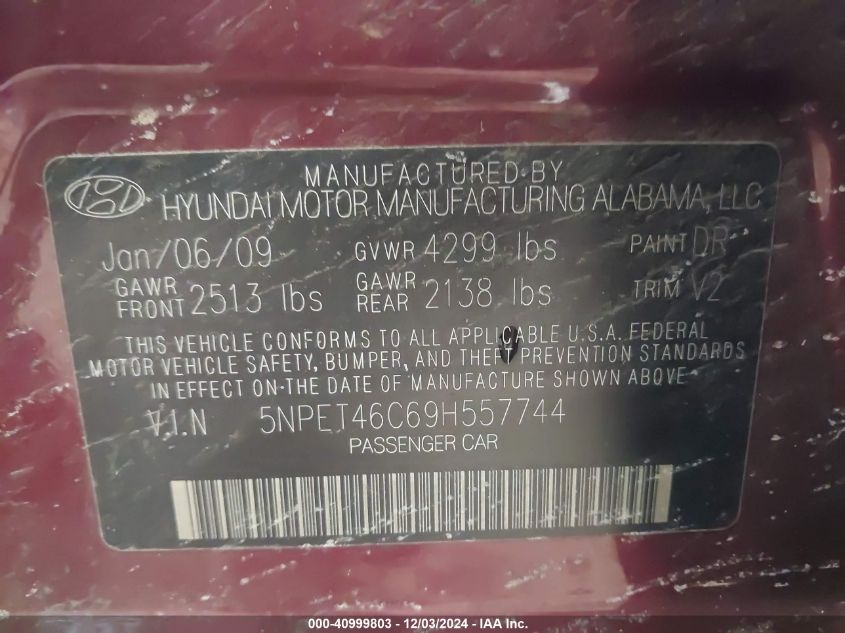 MANUFACTURED BY
HYUNDAI MOTOR MANUFACTURING ALABAMA, LLC
Jan/06/09 GVWR 4299 lbs PAINT DR
GAWR FRONT 2513 lbs GAWR REAR 2138 lbs TRIM V2
THIS VEHICLE CONFORMS TO ALL APPLICABLE U.S.A. FEDERAL
MOTOR VEHICLE SAFETY, BUMPER, AND THEFT PREVENTION STANDARDS
IN EFFECT ON THE DATE OF MANUFACTURE SHOWN ABOVE
V.I.N 5NPET46C69H557744
PASSENGER CAR
000-40999803 - 12/03/2024 - IAA Inc.